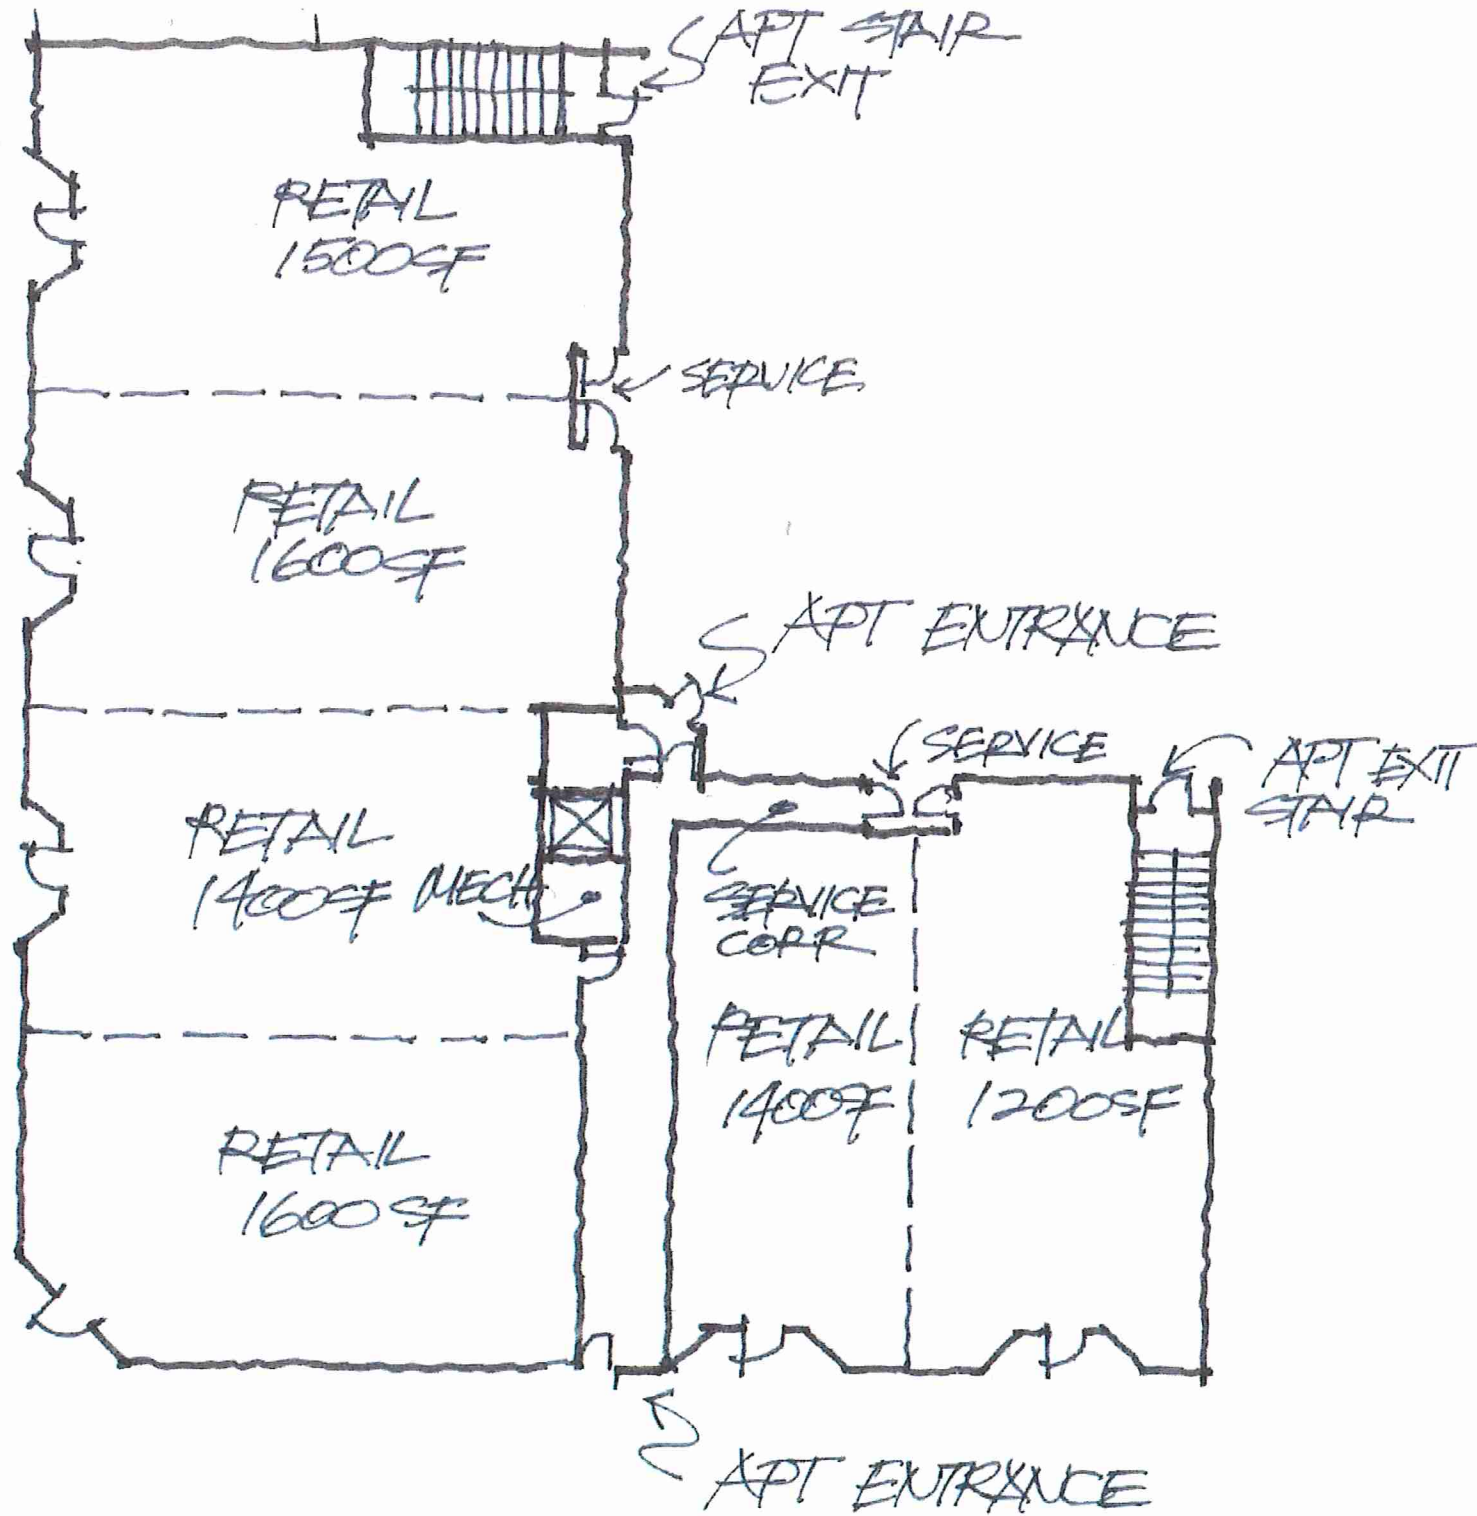 APT STAIR
EXIT
RETAIL
1500SF
SERVICE
RETAIL
1600SF
APT ENTRANCE
SERVICE
APT EXIT
STAIR
RETAIL
1400SF
MECH
SERVICE
CORR
RETAIL
1400SF
RETAIL
1200SF
RETAIL
1600SF
APT ENTRANCE